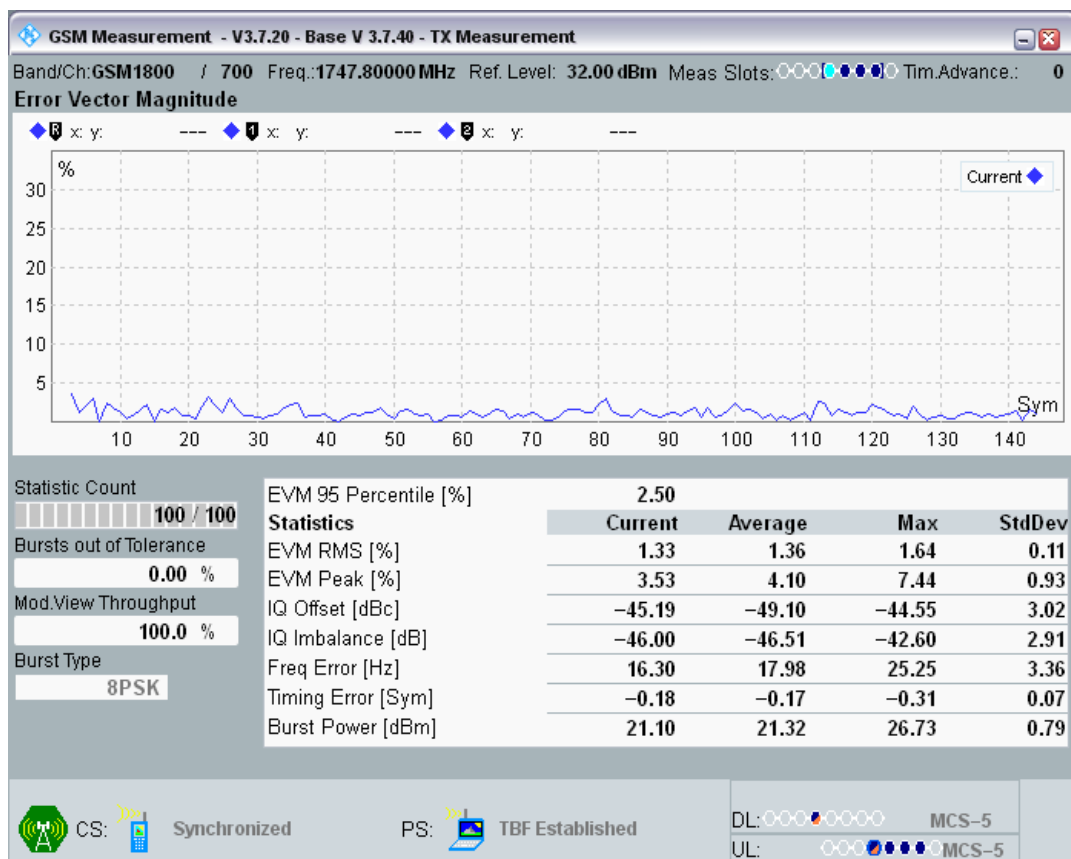 GSM Measurement - V3.7.20 - Base V 3.7.40 - TX Measurement
Band/Ch:GSM1800 / 700 Freq.:1747.80000 MHz Ref. Level: 32.00 dBm Meas Slots: Tim.Advance.: 0
Error Vector Magnitude
R x: y: --- 1 x: y: --- 2 x: y: ---
%
Current
30
25
20
15
10
5
Sym
10 20 30 40 50 60 70 80 90 100 110 120 130 140
Statistic Count
100 / 100
Bursts out of Tolerance
0.00 %
Mod.View Throughput
100.0 %
Burst Type
8PSK
EVM 95 Percentile [%] 2.50
Statistics Current Average Max StdDev
EVM RMS [%] 1.33 1.36 1.64 0.11
EVM Peak [%] 3.53 4.10 7.44 0.93
IQ Offset [dBc] −45.19 −49.10 −44.55 3.02
IQ Imbalance [dB] −46.00 −46.51 −42.60 2.91
Freq Error [Hz] 16.30 17.98 25.25 3.36
Timing Error [Sym] −0.18 −0.17 −0.31 0.07
Burst Power [dBm] 21.10 21.32 26.73 0.79
CS: Synchronized PS: TBF Established
DL: MCS−5
UL: MCS−5